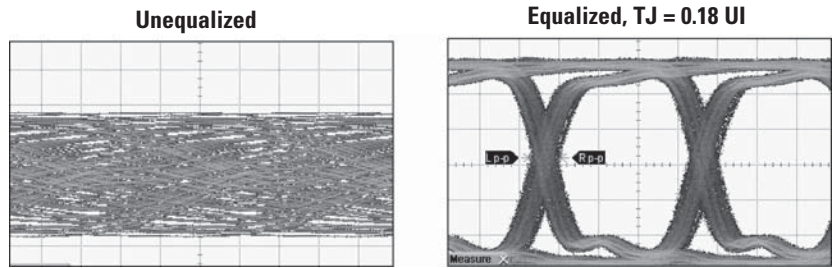 Unequalized
Equalized, TJ = 0.18 UI
L p-p
R p-p
Measure